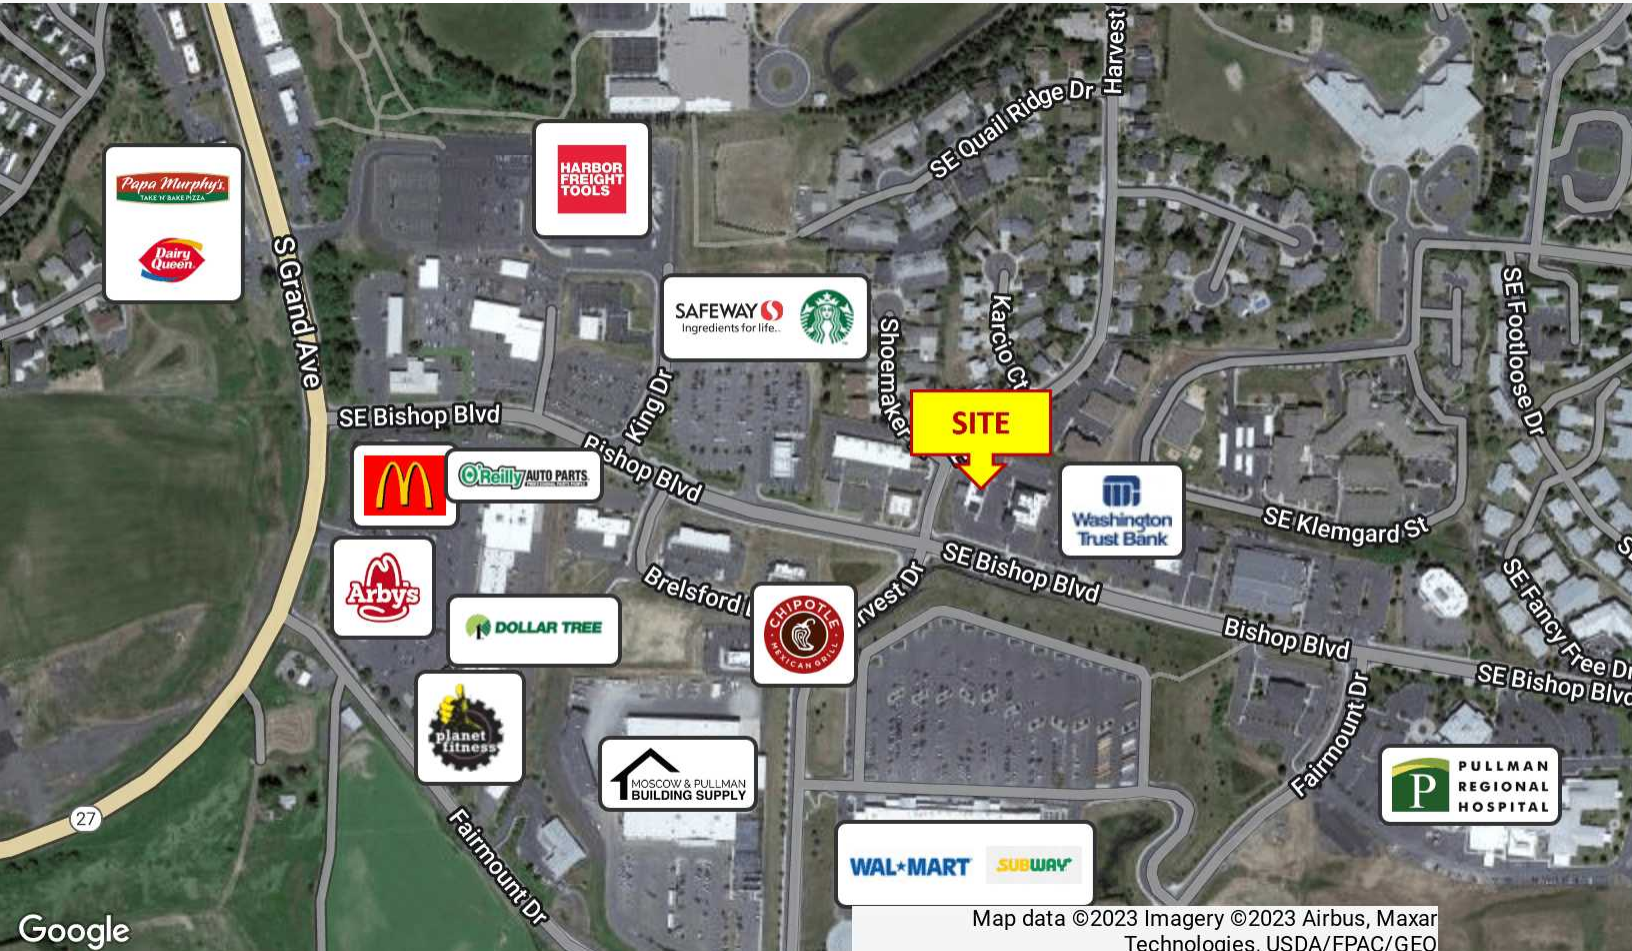 Harvest
SE Quail Ridge Dr
HARBOR
FREIGHT
TOOLS
Papa Murphy's
TAKE 'N' BAKE PIZZA
Dairy
Queen
S Grand Ave
SAFEWAY
Ingredients for life..
Shoemaker
Karcio Ct
SE Footloose Dr
King Dr
SE Bishop Blvd
SITE
Bishop Blvd
O'Reilly AUTO PARTS
Washington
Trust Bank
SE Klemgard St
Arby's
SE Bishop Blvd
Brelsford
rvest Dr
CHIPOTLE
MEXICAN GRILL
DOLLAR TREE
SE Fancy Free Dr
Bishop Blvd
SE Bishop Blvd
planet
fitness
Fairmount Dr
MOSCOW & PULLMAN
BUILDING SUPPLY
P
PULLMAN
REGIONAL
HOSPITAL
27
Fairmount Dr
WAL★MART
SUBWAY
Google
Map data ©2023 Imagery ©2023 Airbus, Maxar
Technologies, USDA/FPAC/GEO